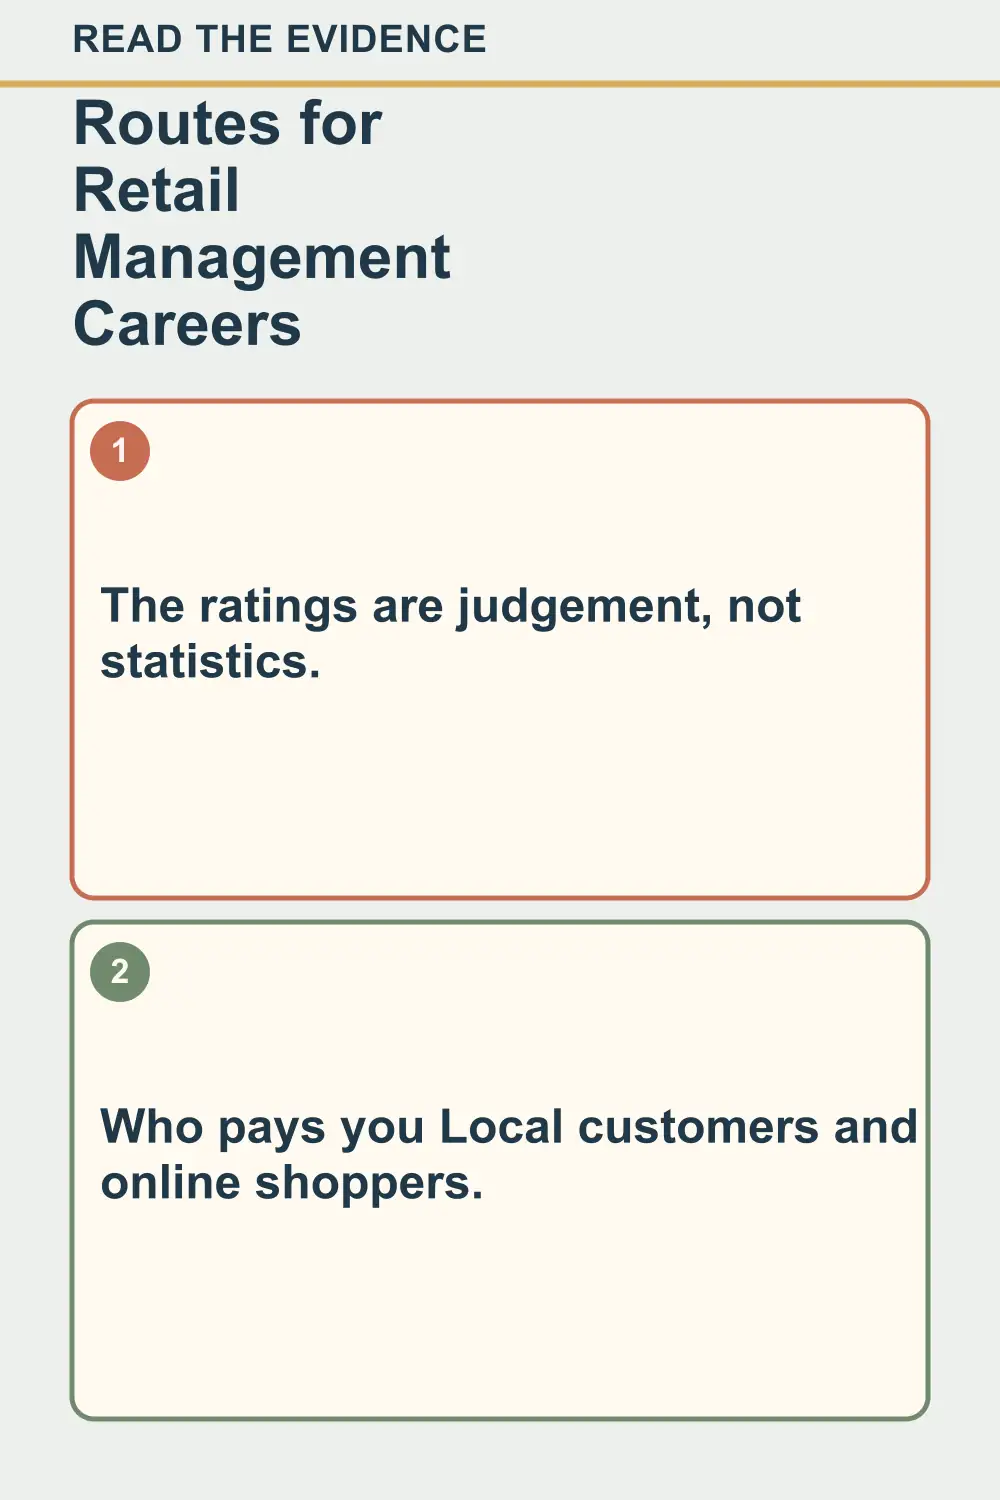 READ THE EVIDENCE
Routes for
Retail
Management
Careers
1
The ratings are judgement, not
statistics.
2
Who pays you Local customers and
online shoppers.